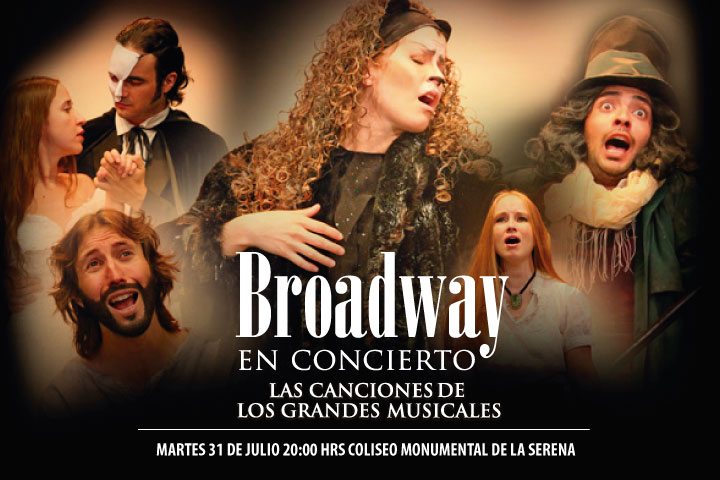 Broadway
EN CONCIERTO
LAS CANCIONES DE
LOS GRANDES MUSICALES
MARTES 31 DE JULIO 20:00 HRS COLISEO MONUMENTAL DE LA SERENA